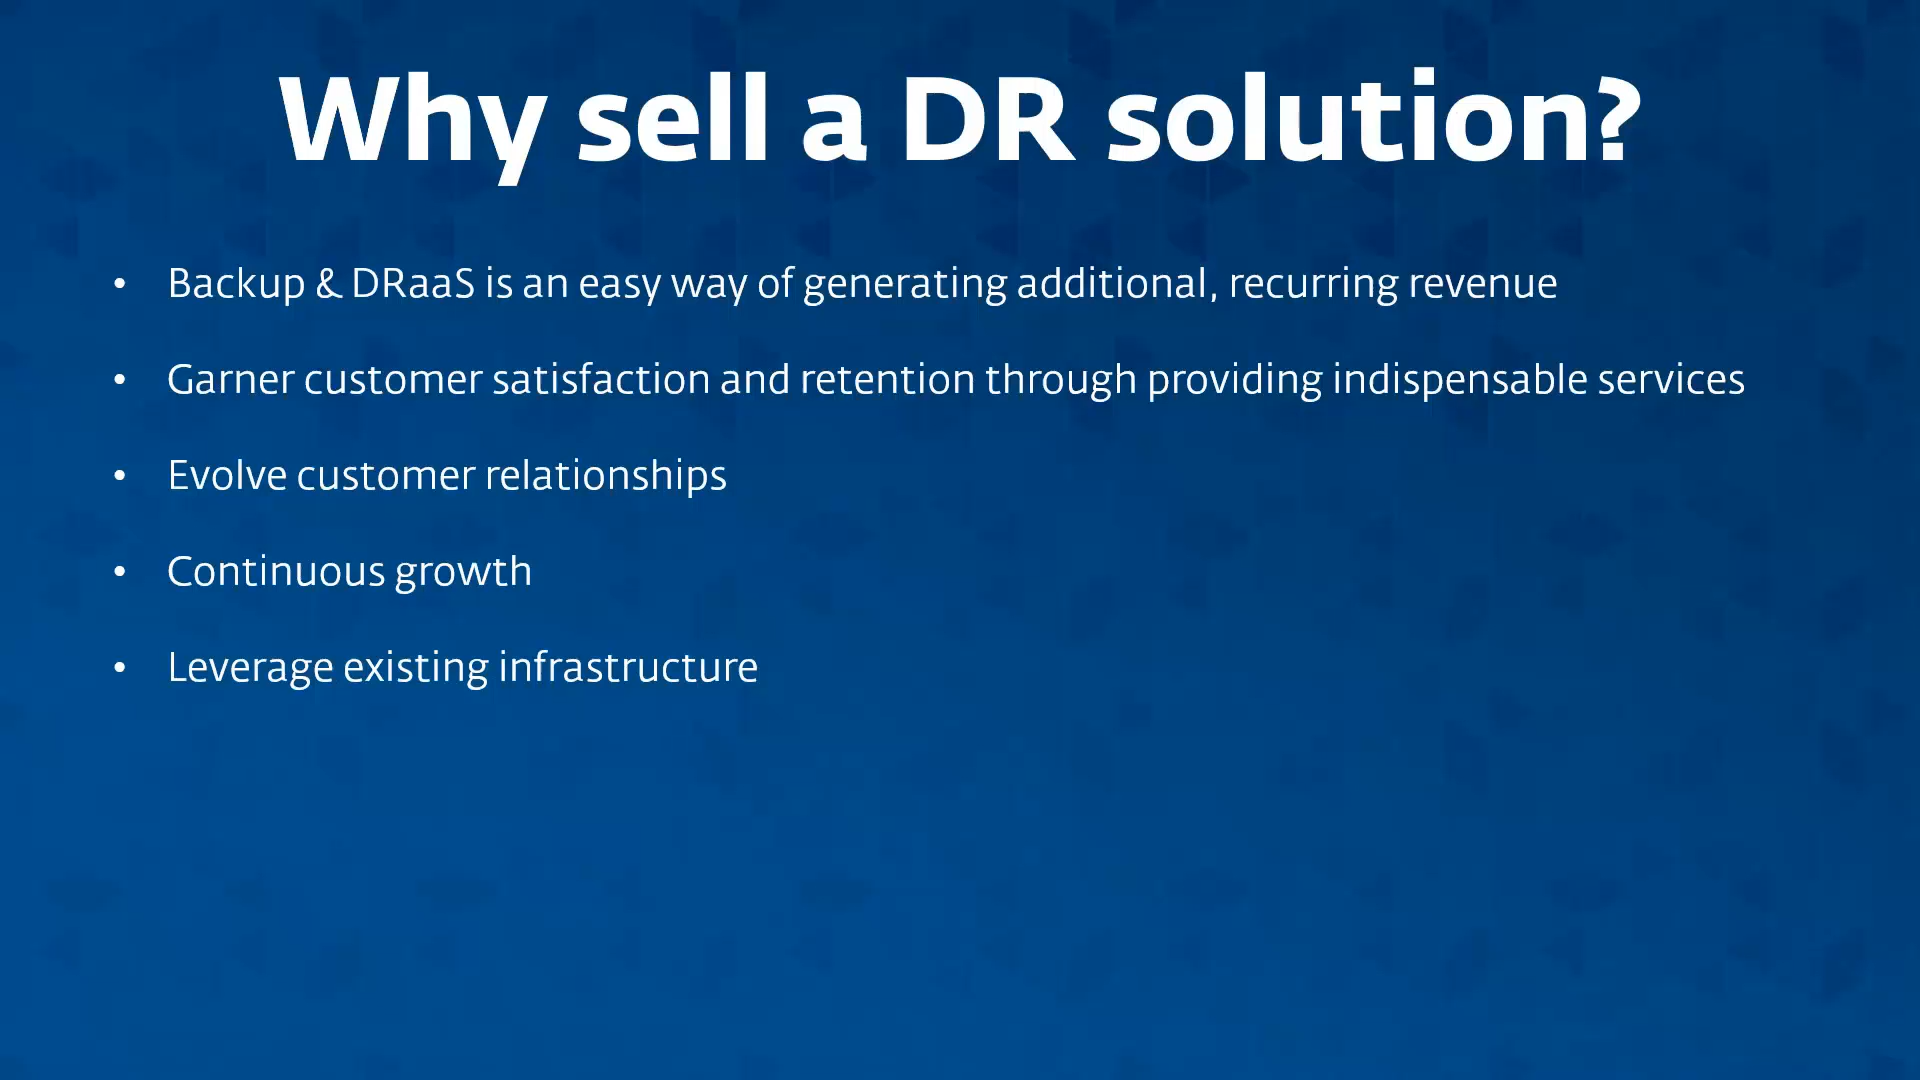 Why sell a DR solution?
• Backup & DRaaS is an easy way of generating additional, recurring revenue
• Garner customer satisfaction and retention through providing indispensable services
• Evolve customer relationships
• Continuous growth
• Leverage existing infrastructure